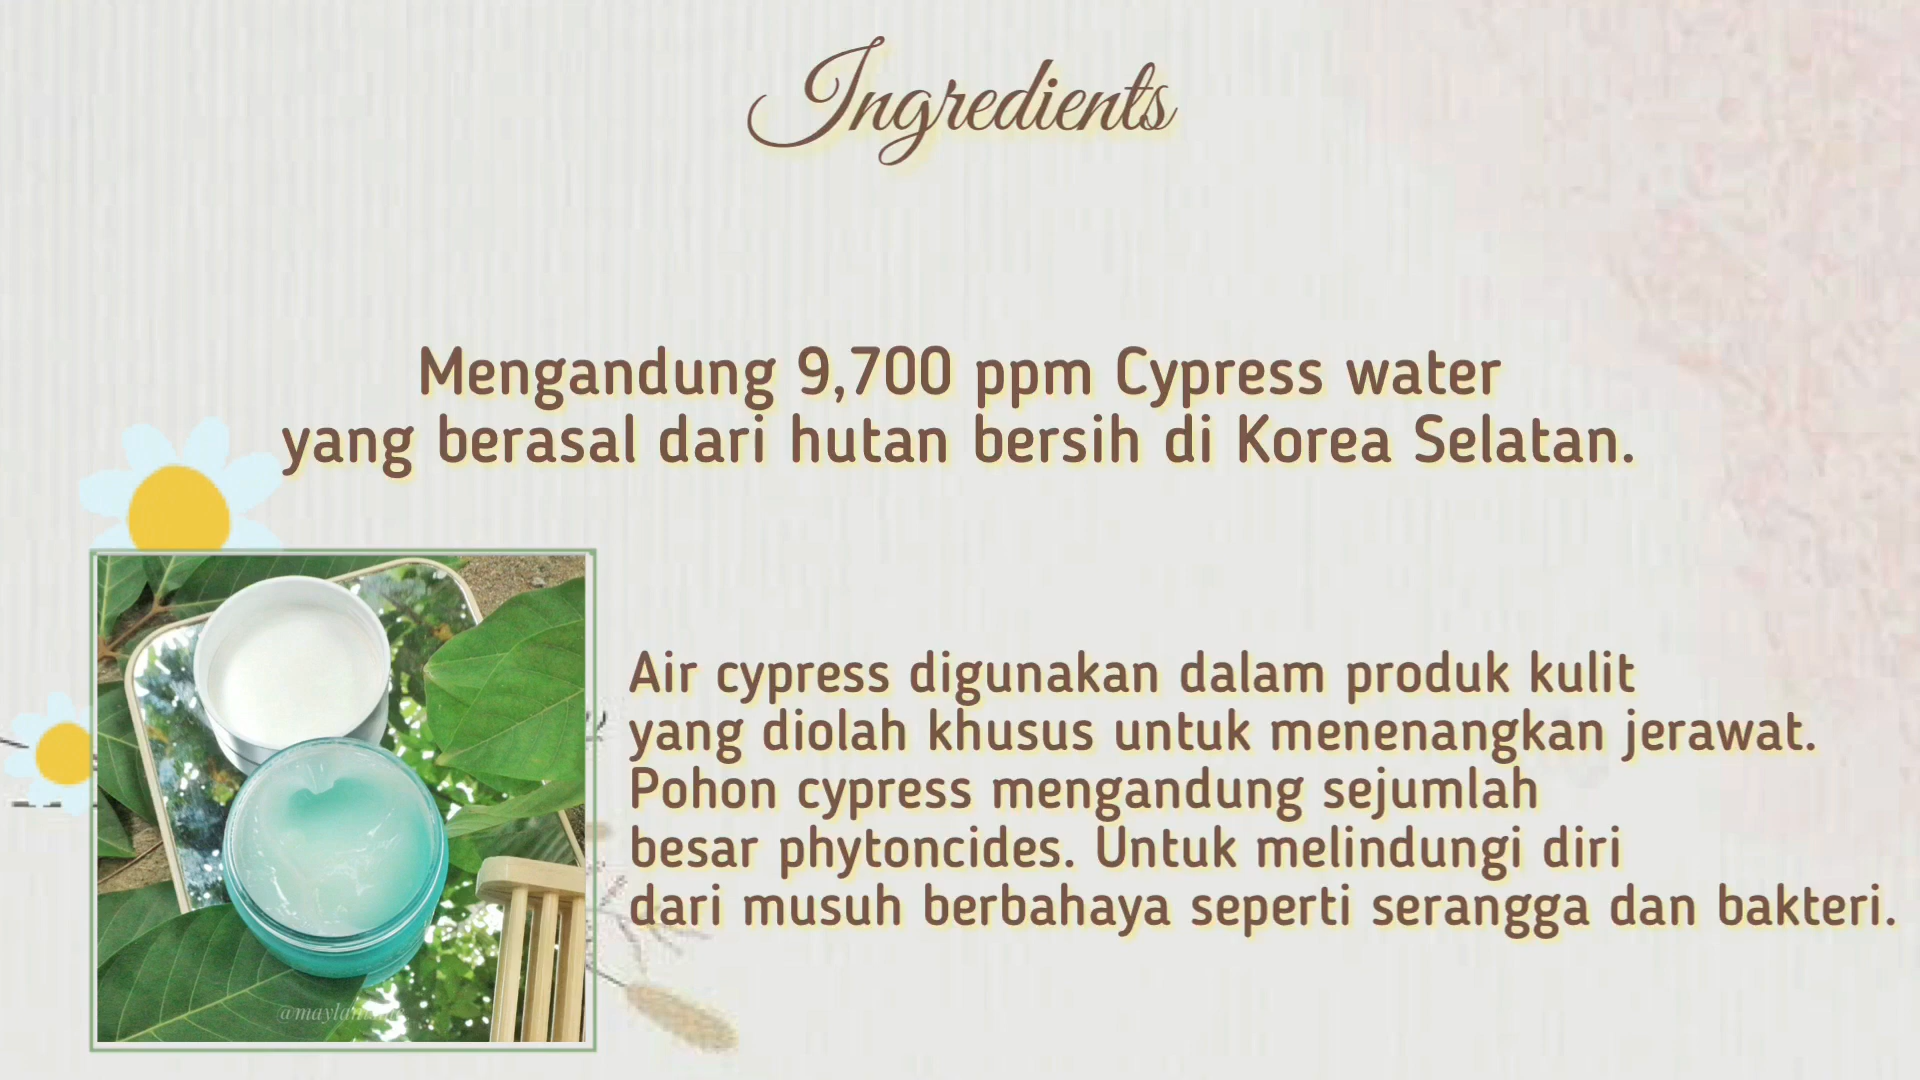 Ingredients
Mengandung 9,700 ppm Cypress water
yang berasal dari hutan bersih di Korea Selatan.
Air cypress digunakan dalam produk kulit
yang diolah khusus untuk menenangkan jerawat.
Pohon cypress mengandung sejumlah
besar phytoncides. Untuk melindungi diri
dari musuh berbahaya seperti serangga dan bakteri.